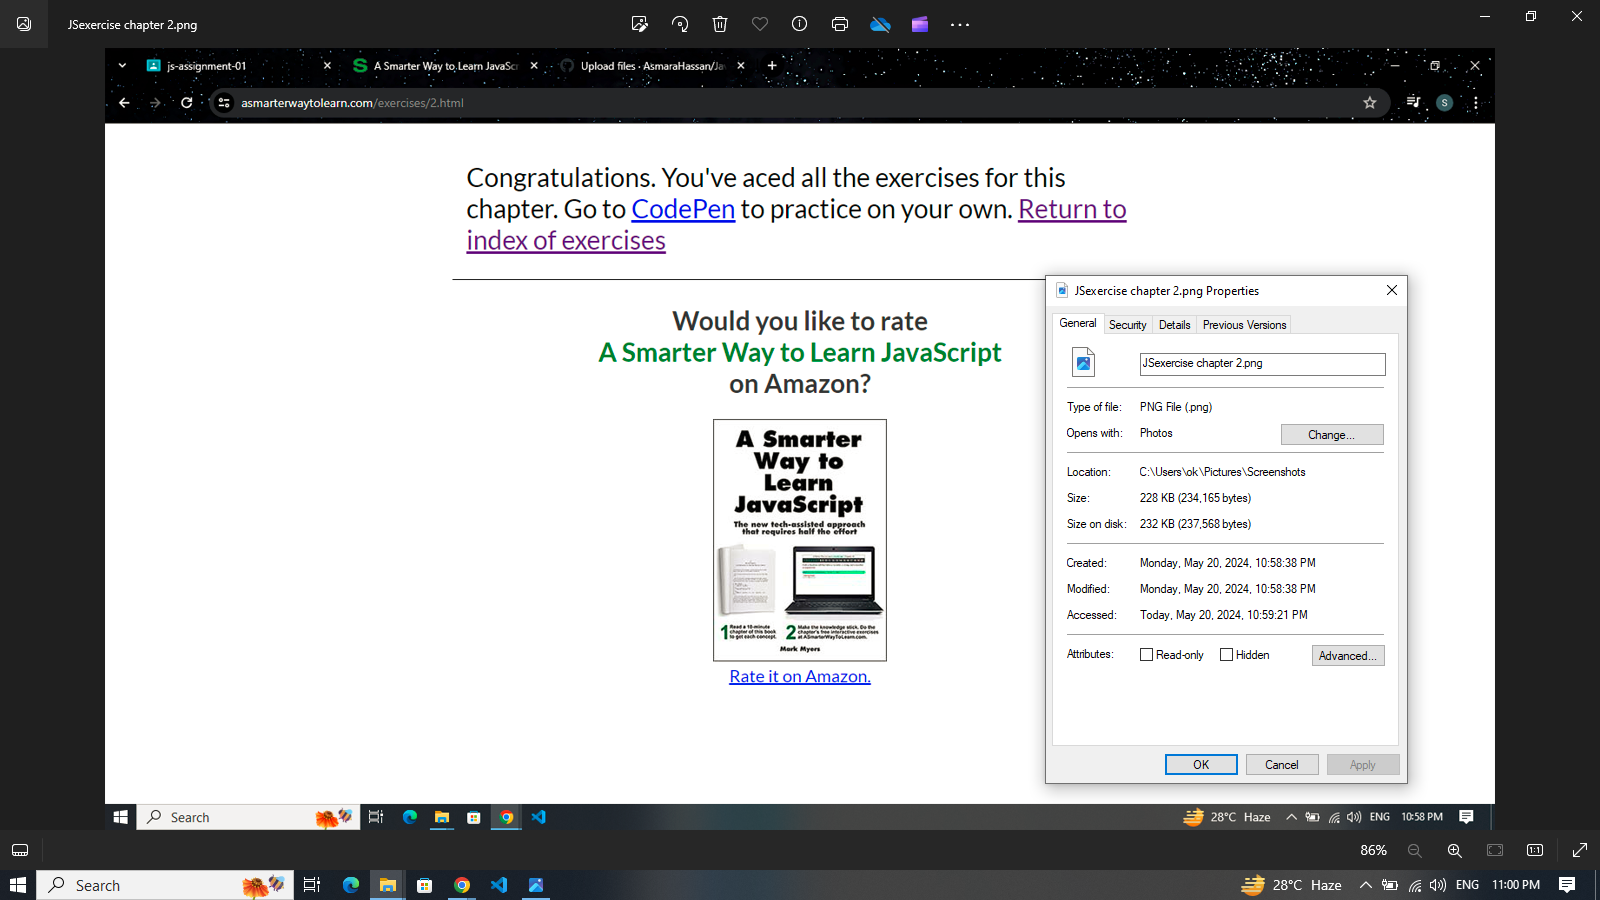 JSexercise chapter 2.png
js-assignment-01
A Smarter Way to Learn JavaSc
Upload files · AsmaraHassan/Ja
asmarterwaytolearn.com/exercises/2.html
S
Congratulations. You've aced all the exercises for this
chapter. Go to CodePen to practice on your own. Return to
index of exercises
Would you like to rate
A Smarter Way to Learn JavaScript
on Amazon?
A Smarter
Way to
Learn
JavaScript
The new tech-assisted approach
that requires half the effort
1 Read a 10-minute
chapter of this book
to get each concept.
2 Make the knowledge stick. Do the
chapter's free interactive exercises
at ASmarterWayToLearn.com.
Mark Myers
Rate it on Amazon.
JSexercise chapter 2.png Properties
General Security Details Previous Versions
JSexercise chapter 2.png
Type of file: PNG File (.png)
Opens with: Photos Change...
Location: C:\Users\ok\Pictures\Screenshots
Size: 228 KB (234,165 bytes)
Size on disk: 232 KB (237,568 bytes)
Created: Monday, May 20, 2024, 10:58:38 PM
Modified: Monday, May 20, 2024, 10:58:38 PM
Accessed: Today, May 20, 2024, 10:59:21 PM
Attributes: Read-only Hidden Advanced...
OK Cancel Apply
Search 28°C Haze ENG 10:58 PM
86% 1:1
Search 28°C Haze ENG 11:00 PM